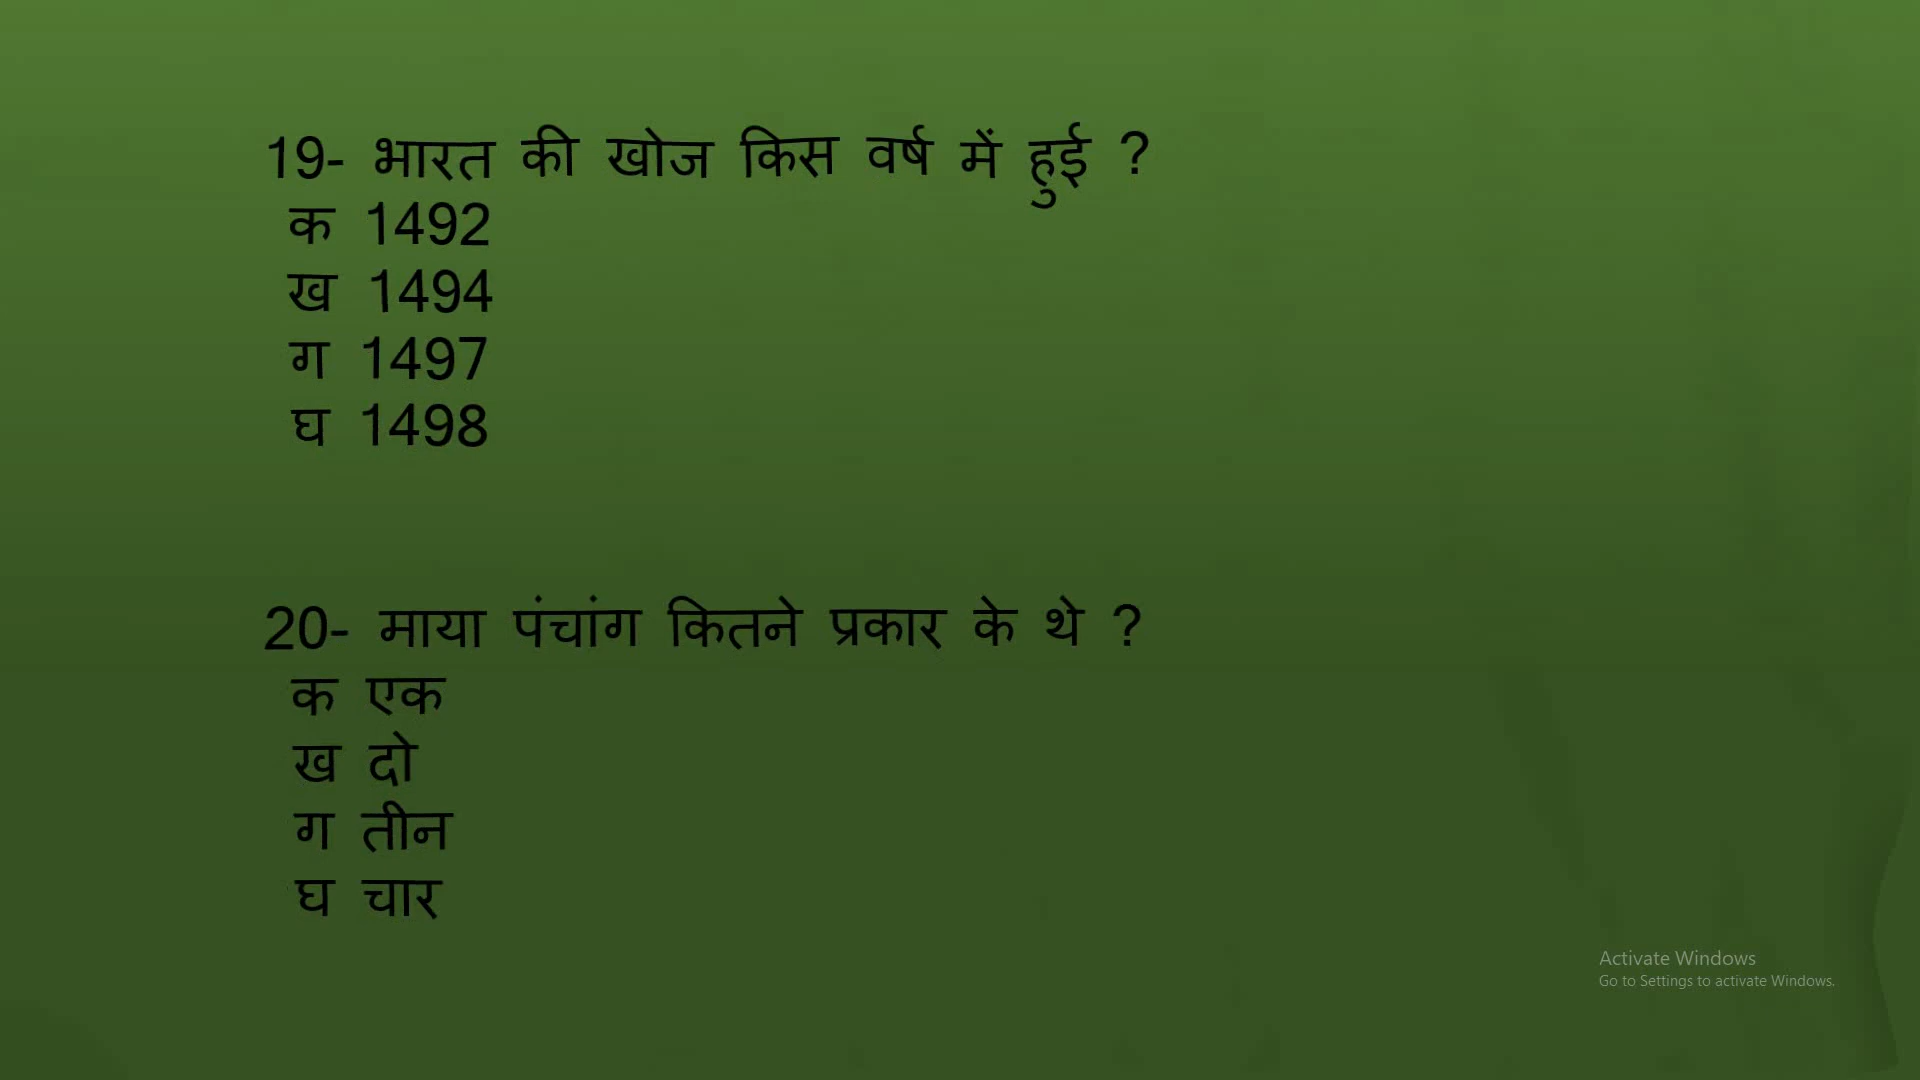 19- भारत की खोज किस वर्ष में हुई ?
क 1492
ख 1494
ग 1497
घ 1498
20- माया पंचांग कितने प्रकार के थे ?
क एक
ख दो
ग तीन
घ चार
Activate Windows
Go to Settings to activate Windows.